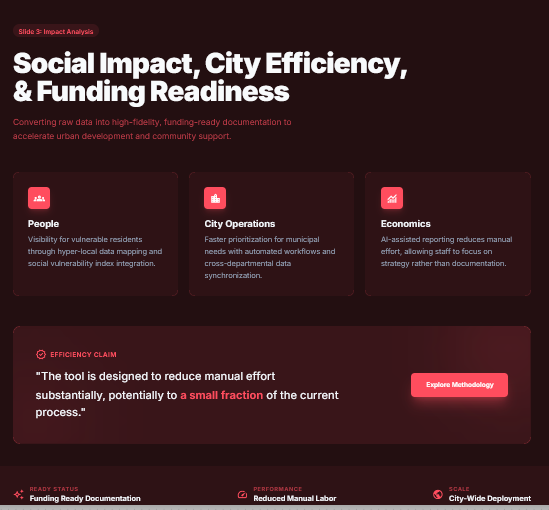 Slide 3: Impact Analysis
Social Impact, City Efficiency,
& Funding Readiness
Converting raw data into high-fidelity, funding-ready documentation to
accelerate urban development and community support.
People
Visibility for vulnerable residents
through hyper-local data mapping and
social vulnerability index integration.
City Operations
Faster prioritization for municipal
needs with automated workflows and
cross-departmental data
synchronization.
Economics
AI-assisted reporting reduces manual
effort, allowing staff to focus on
strategy rather than documentation.
EFFICIENCY CLAIM
"The tool is designed to reduce manual effort
substantially, potentially to a small fraction of the current
process."
Explore Methodology
READY STATUS
Funding Ready Documentation
PERFORMANCE
Reduced Manual Labor
SCALE
City-Wide Deployment